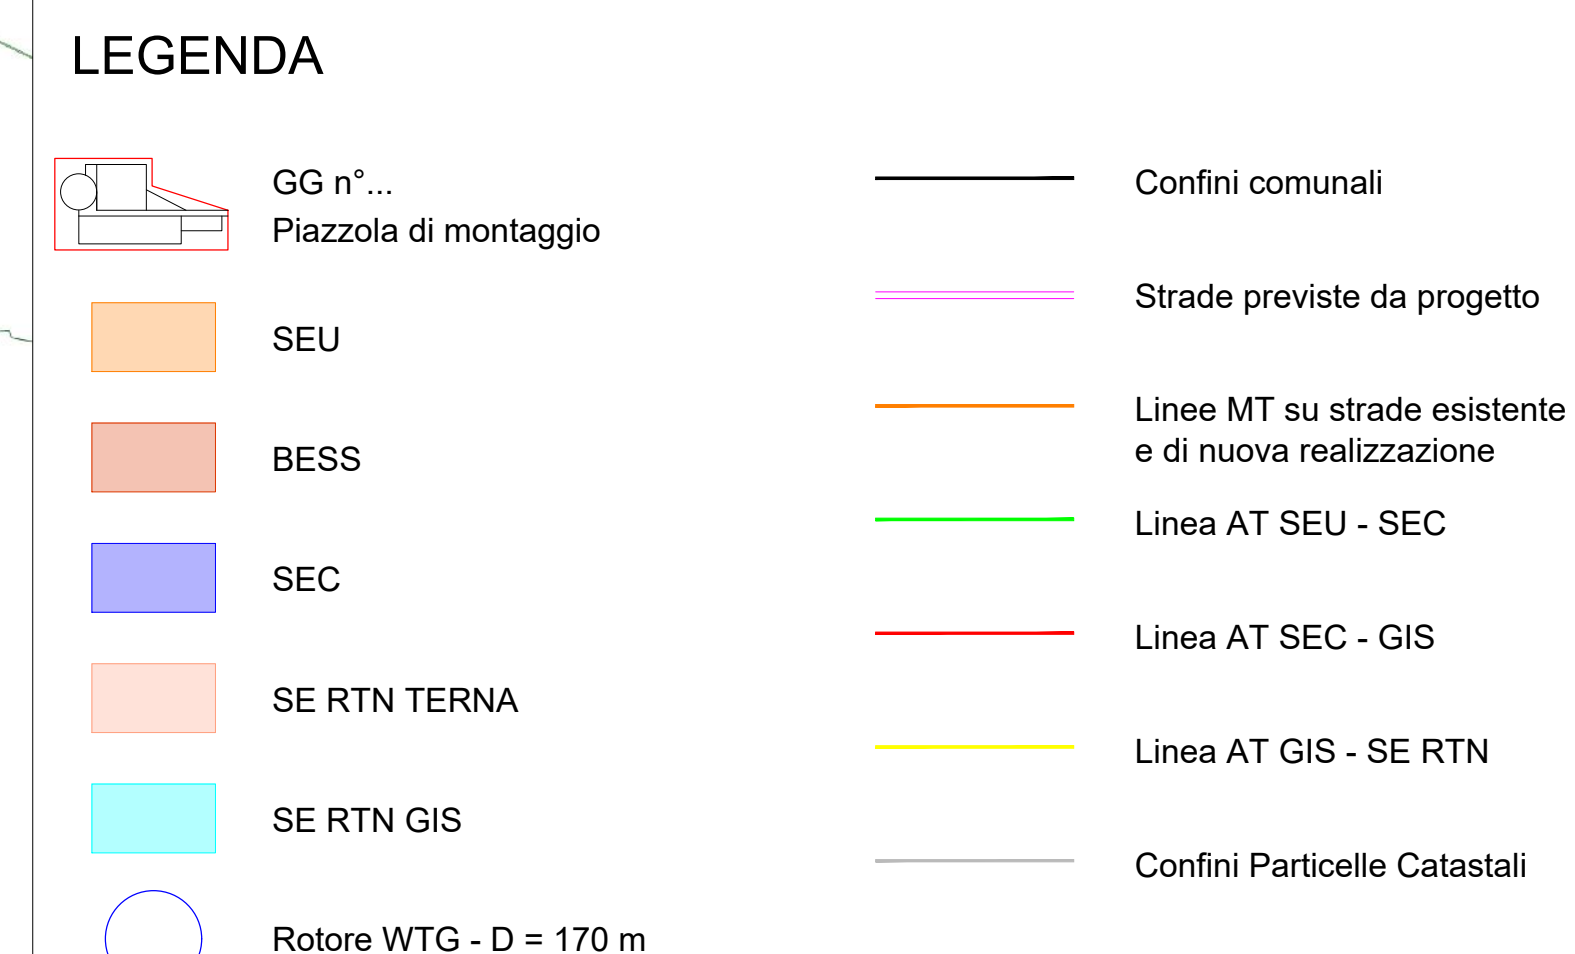 LEGENDA
GG n°...
Piazzola di montaggio
SEU
BESS
SEC
SE RTN TERNA
SE RTN GIS
Rotore WTG - D = 170 m
Confini comunali
Strade previste da progetto
Linee MT su strade esistente
e di nuova realizzazione
Linea AT SEU - SEC
Linea AT SEC - GIS
Linea AT GIS - SE RTN
Confini Particelle Catastali